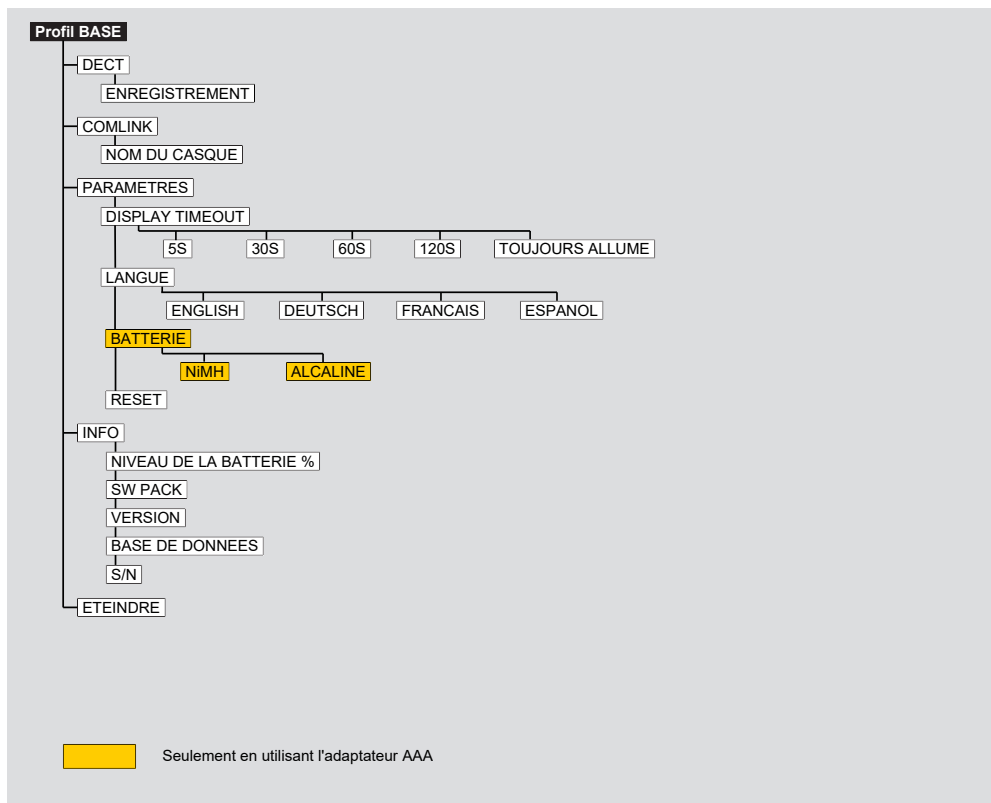 Profil BASE
DECT
ENREGISTREMENT
COMLINK
NOM DU CASQUE
PARAMETRES
DISPLAY TIMEOUT
5S 30S 60S 120S TOUJOURS ALLUME
LANGUE
ENGLISH DEUTSCH FRANCAIS ESPANOL
BATTERIE
NiMH ALCALINE
RESET
INFO
NIVEAU DE LA BATTERIE %
SW PACK
VERSION
BASE DE DONNEES
S/N
ETEINDRE
Seulement en utilisant l'adaptateur AAA